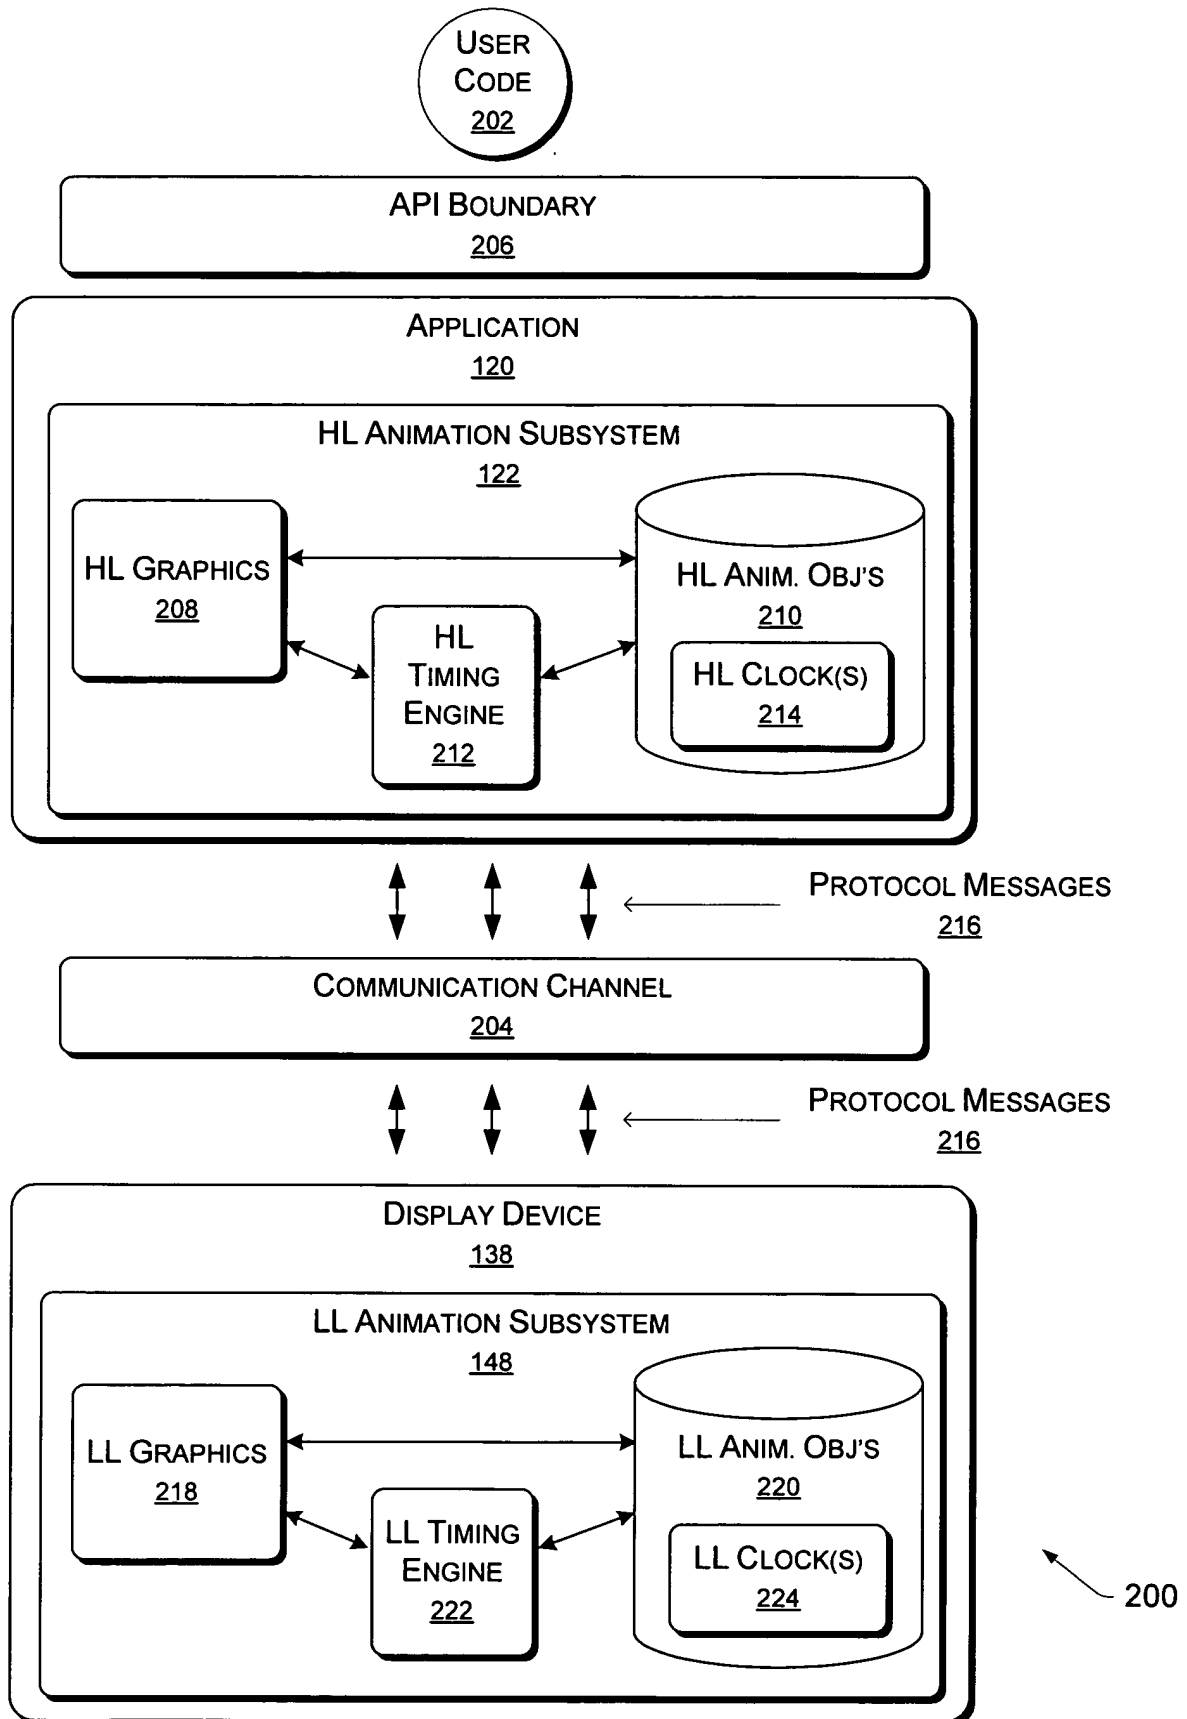 USER
CODE
202
API BOUNDARY
206
APPLICATION
120
HL ANIMATION SUBSYSTEM
122
HL GRAPHICS
208
HL
TIMING
ENGINE
212
HL ANIM. OBJ'S
210
HL CLOCK(S)
214
PROTOCOL MESSAGES
216
COMMUNICATION CHANNEL
204
PROTOCOL MESSAGES
216
DISPLAY DEVICE
138
LL ANIMATION SUBSYSTEM
148
LL GRAPHICS
218
LL TIMING
ENGINE
222
LL ANIM. OBJ'S
220
LL CLOCK(S)
224
200